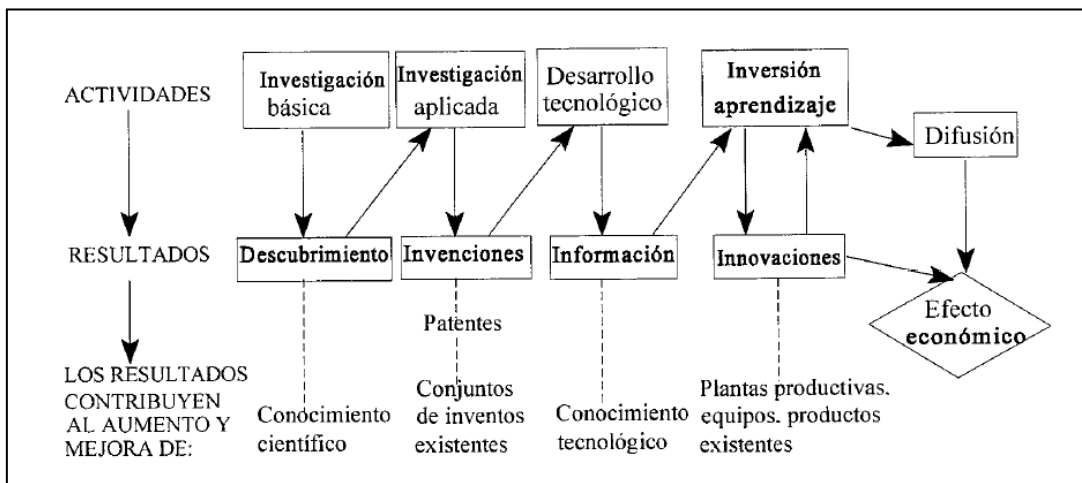 ACTIVIDADES
Investigación
básica
Investigación
aplicada
Desarrollo
tecnológico
Inversión
aprendizaje
Difusión
RESULTADOS
Descubrimiento
Invenciones
Información
Innovaciones
Efecto
económico
Patentes
LOS RESULTADOS
CONTRIBUYEN
AL AUMENTO Y
MEJORA DE:
Conocimiento
científico
Conjuntos
de inventos
existentes
Conocimiento
tecnológico
Plantas productivas.
equipos. productos
existentes